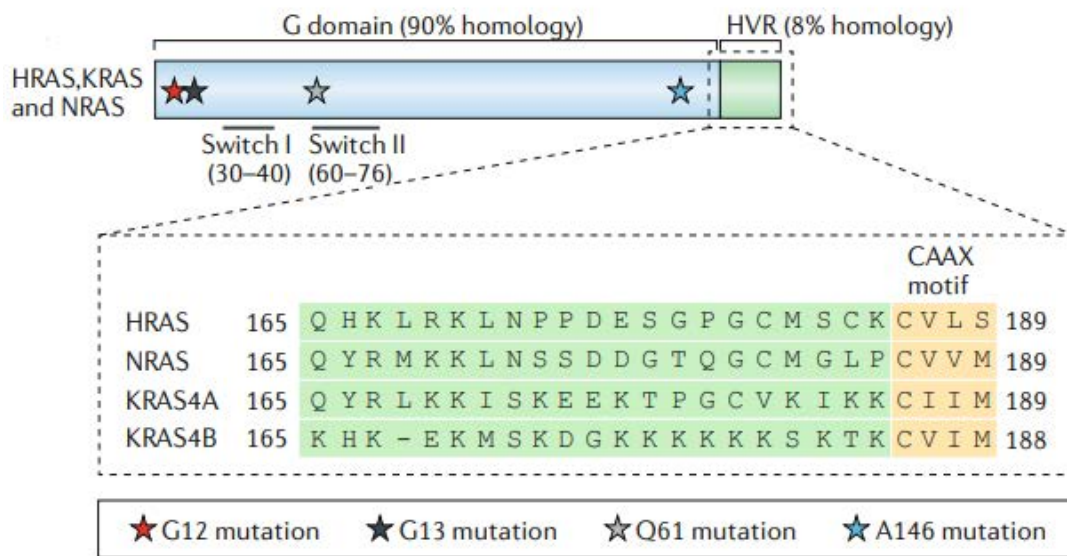 G domain (90% homology) HVR (8% homology)
HRAS,KRAS
and NRAS
Switch I Switch II
(30–40) (60–76)
CAAX
motif
HRAS 165 Q H K L R K L N P P D E S G P G C M S C K C V L S 189
NRAS 165 Q Y R M K K L N S S D D G T Q G C M G L P C V V M 189
KRAS4A 165 Q Y R L K K I S K E E K T P G C V K I K K C I I M 189
KRAS4B 165 K H K - E K M S K D G K K K K K K S K T K C V I M 188
G12 mutation G13 mutation Q61 mutation A146 mutation